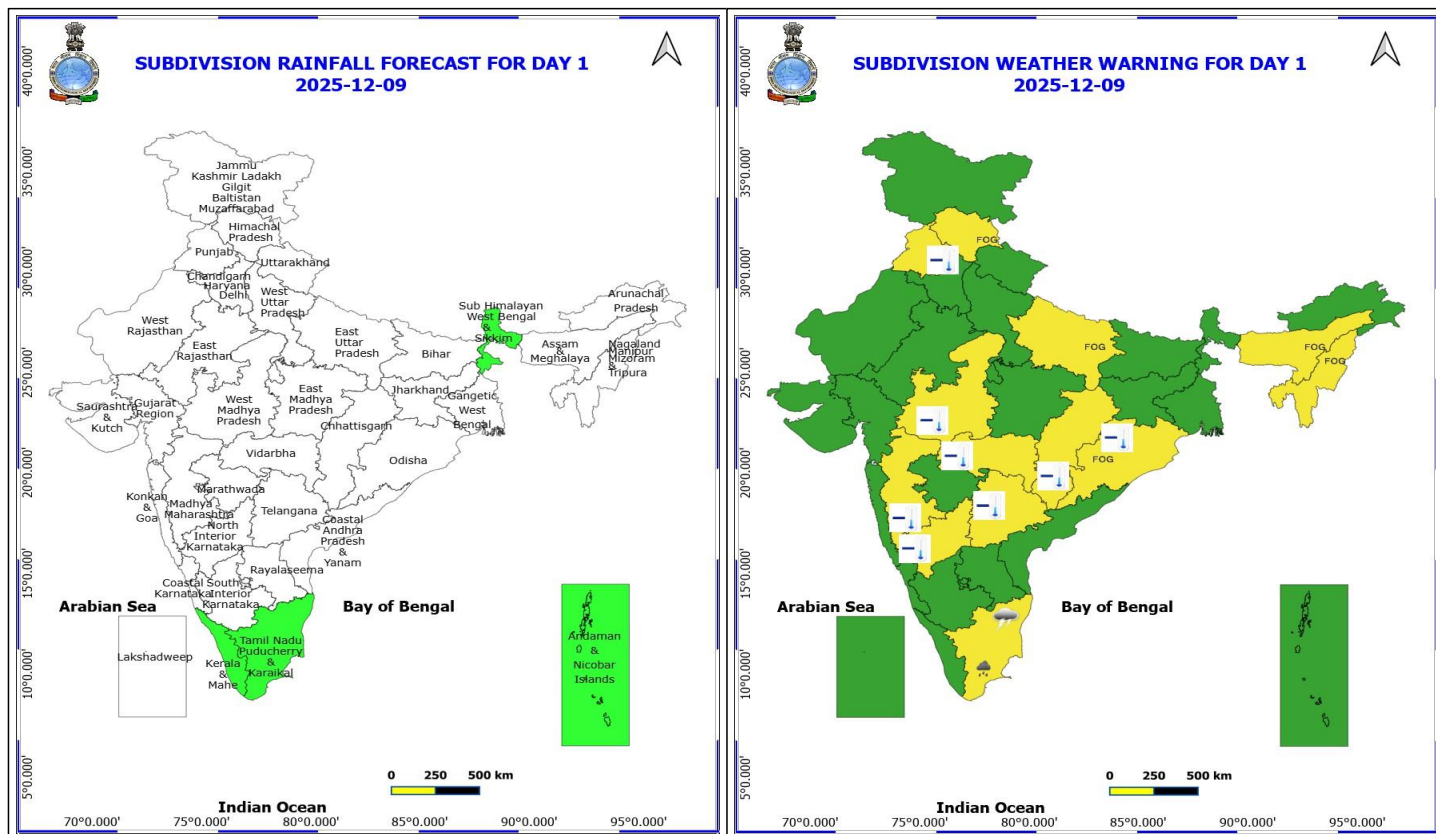 SUBDIVISION RAINFALL FORECAST FOR DAY 1
2025-12-09
40°0.000'
35°0.000'
30°0.000'
25°0.000'
20°0.000'
15°0.000'
10°0.000'
5°0.000'
Jammu
Kashmir Ladakh
Gilgit
Baltistan
Muzaffarabad
Himachal
Pradesh
Punjab
Uttarakhand
Chandigarh
Haryana
Delhi
West
Uttar
Pradesh
West
Rajasthan
East
Rajasthan
East
Uttar
Pradesh
Bihar
Sub Himalayan
West Bengal
&
Sikkim
Arunachal
Pradesh
Assam
&
Meghalaya
Nagaland
Manipur
Mizoram
&
Tripura
Saurashtra
&
Kutch
Gujarat
Region
West
Madhya
Pradesh
East
Madhya
Pradesh
Jharkhand
Gangetic
West
Bengal
Chhattisgarh
Vidarbha
Odisha
Konkan
&
Goa
Madhya
Maharashtra
Marathwada
Telangana
North
Interior
Karnataka
Coastal
Andhra
Pradesh
&
Yanam
Rayalaseema
Coastal
Karnataka
South
Interior
Karnataka
Arabian Sea
Bay of Bengal
Lakshadweep
Kerala
&
Mahe
Tamil Nadu
Puducherry
&
Karaikal
Andaman
&
Nicobar
Islands
0 250 500 km
Indian Ocean
70°0.000' 75°0.000' 80°0.000' 85°0.000' 90°0.000' 95°0.000'
SUBDIVISION WEATHER WARNING FOR DAY 1
2025-12-09
40°0.000'
35°0.000'
30°0.000'
25°0.000'
20°0.000'
15°0.000'
10°0.000'
5°0.000'
FOG
FOG
FOG
FOG
FOG
Arabian Sea
Bay of Bengal
0 250 500 km
Indian Ocean
70°0.000' 75°0.000' 80°0.000' 85°0.000' 90°0.000' 95°0.000'